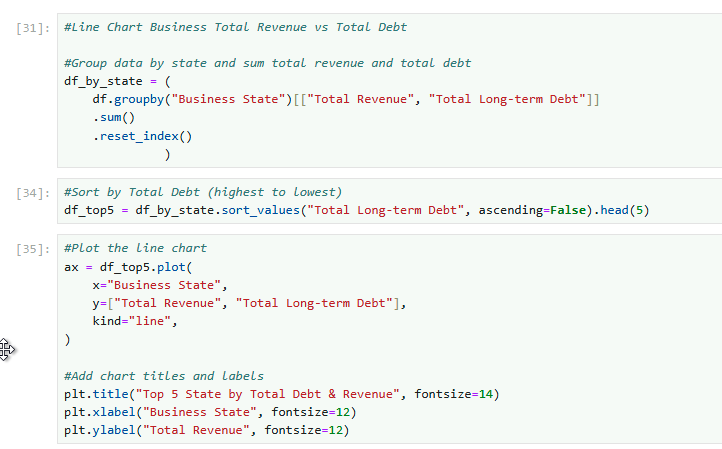 [31]: #Line Chart Business Total Revenue vs Total Debt
#Group data by state and sum total revenue and total debt
df_by_state = (
    df.groupby("Business State")[["Total Revenue", "Total Long-term Debt"]]
    .sum()
    .reset_index()
              )
[34]: #Sort by Total Debt (highest to lowest)
df_top5 = df_by_state.sort_values("Total Long-term Debt", ascending=False).head(5)
[35]: #Plot the line chart
ax = df_top5.plot(
    x="Business State",
    y=["Total Revenue", "Total Long-term Debt"],
    kind="line",
)
#Add chart titles and labels
plt.title("Top 5 State by Total Debt & Revenue", fontsize=14)
plt.xlabel("Business State", fontsize=12)
plt.ylabel("Total Revenue", fontsize=12)